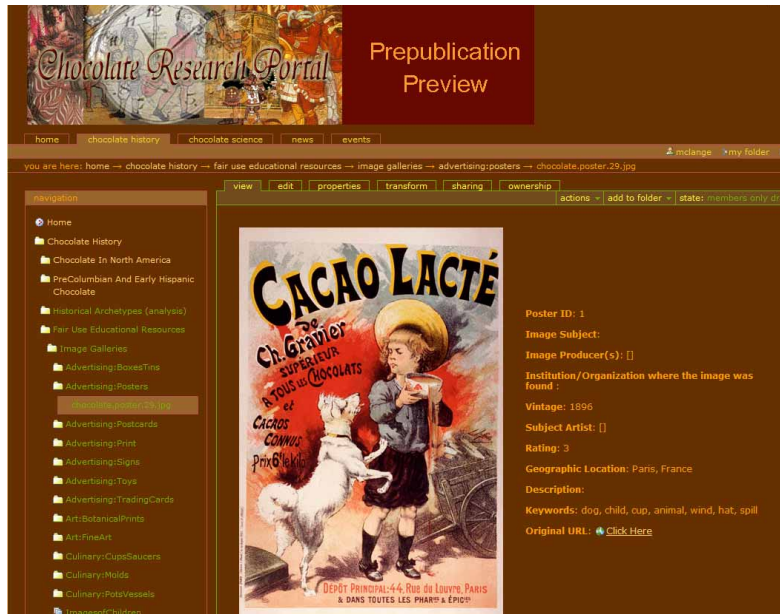 Chocolate Research Portal
Prepublication
Preview
home
chocolate history
chocolate science
news
events
mclange
my folder
you are here: home → chocolate history → fair use educational resources → image galleries → advertising:posters → chocolate.poster.29.jpg
navigation
Home
Chocolate History
Chocolate In North America
PreColumbian And Early Hispanic
Chocolate
Historical Archetypes (analysis)
Fair Use Educational Resources
Image Galleries
Advertising:BoxesTins
Advertising:Posters
chocolate.poster.29.jpg
Advertising:Postcards
Advertising:Print
Advertising:Signs
Advertising:Toys
Advertising:TradingCards
Art:BotanicalPrints
Art:FineArt
Culinary:CupsSaucers
Culinary:Molds
Culinary:PotsVessels
ImagesofChildren
view
edit
properties
transform
sharing
ownership
actions
add to folder
state: members only dr
CACAO LACTÉ
De
Ch. Gravier
SUPÉRIEUR
A TOUS les CHOCOLATS
et
CACAOS
CONNUS
Prix 6f le kilo
DÉPÔT PRINCIPAL: 44, Rue du Louvre, PARIS
& DANS TOUTES LES PHARies & ÉPICies
Poster ID: 1
Image Subject:
Image Producer(s): []
Institution/Organization where the image was
found :
Vintage: 1896
Subject Artist: []
Rating: 3
Geographic Location: Paris, France
Description:
Keywords: dog, child, cup, animal, wind, hat, spill
Original URL: Click Here